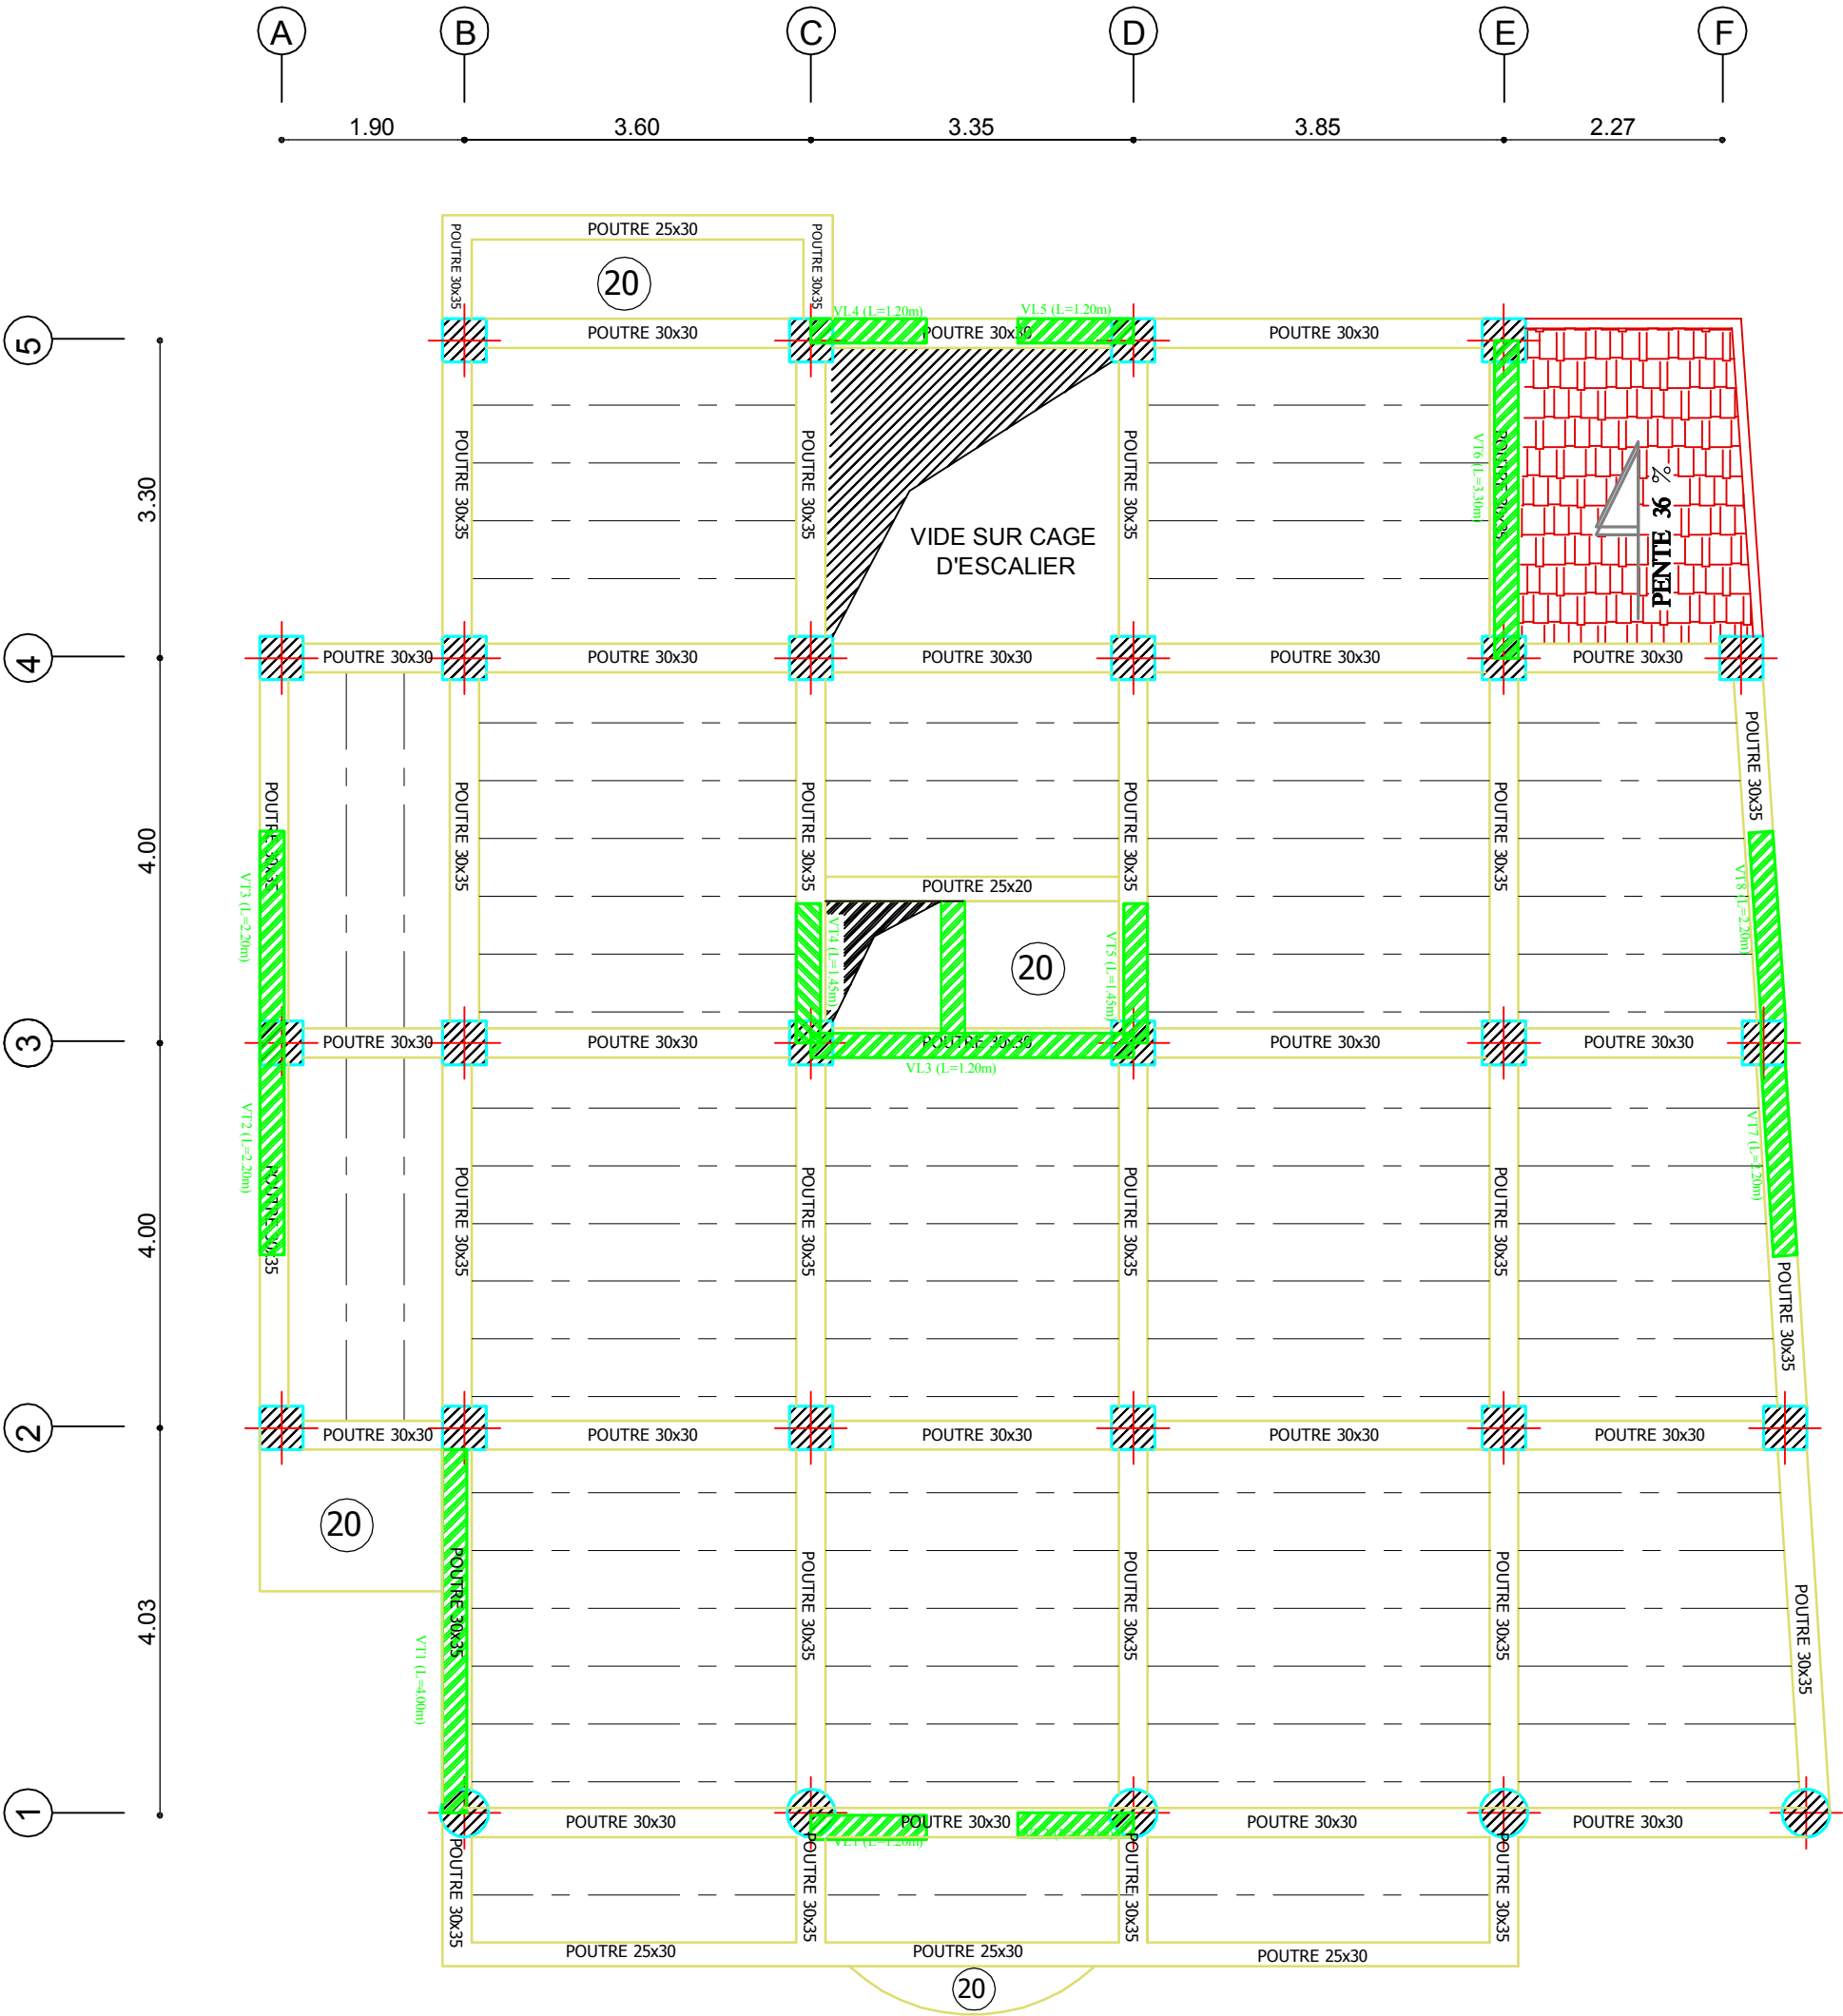 A B C D E F
1.90 3.60 3.35 3.85 2.27
POUTRE 25x30
POUTRE 30x35
POUTRE 30x35
20
VL4 (L=1.20m)
VL5 (L=1.20m)
5
POUTRE 30x30
POUTRE 30x30
POUTRE 30x30
3.30
POUTRE 30x35
POUTRE 30x35
POUTRE 30x35
VT6 (L=3.30m)
POUTRE 30x35
PENTE 36 %
VIDE SUR CAGE
D'ESCALIER
4
POUTRE 30x30
POUTRE 30x30
POUTRE 30x30
POUTRE 30x30
POUTRE 30x30
4.00
POUTRE 30x35
POUTRE 30x35
POUTRE 30x35
POUTRE 30x35
POUTRE 30x35
POUTRE 30x35
VT3 (L=2.20m)
POUTRE 25x20
VT4 (L=1.45m)
20
VT5 (L=1.45m)
VT8 (L=2.20m)
3
POUTRE 30x30
POUTRE 30x30
POUTRE 30x30
POUTRE 30x30
POUTRE 30x30
VL3 (L=1.20m)
4.00
VT2 (L=2.20m)
POUTRE 30x35
POUTRE 30x35
POUTRE 30x35
POUTRE 30x35
POUTRE 30x35
VT7 (L=2.20m)
POUTRE 30x35
2
POUTRE 30x30
POUTRE 30x30
POUTRE 30x30
POUTRE 30x30
POUTRE 30x30
20
4.03
VT1 (L=4.00m)
POUTRE 30x35
POUTRE 30x35
POUTRE 30x35
POUTRE 30x35
POUTRE 30x35
1
POUTRE 30x30
POUTRE 30x30
POUTRE 30x30
POUTRE 30x30
VL1 (L=1.20m)
POUTRE 30x35
POUTRE 30x35
POUTRE 30x35
POUTRE 30x35
POUTRE 25x30
POUTRE 25x30
POUTRE 25x30
20